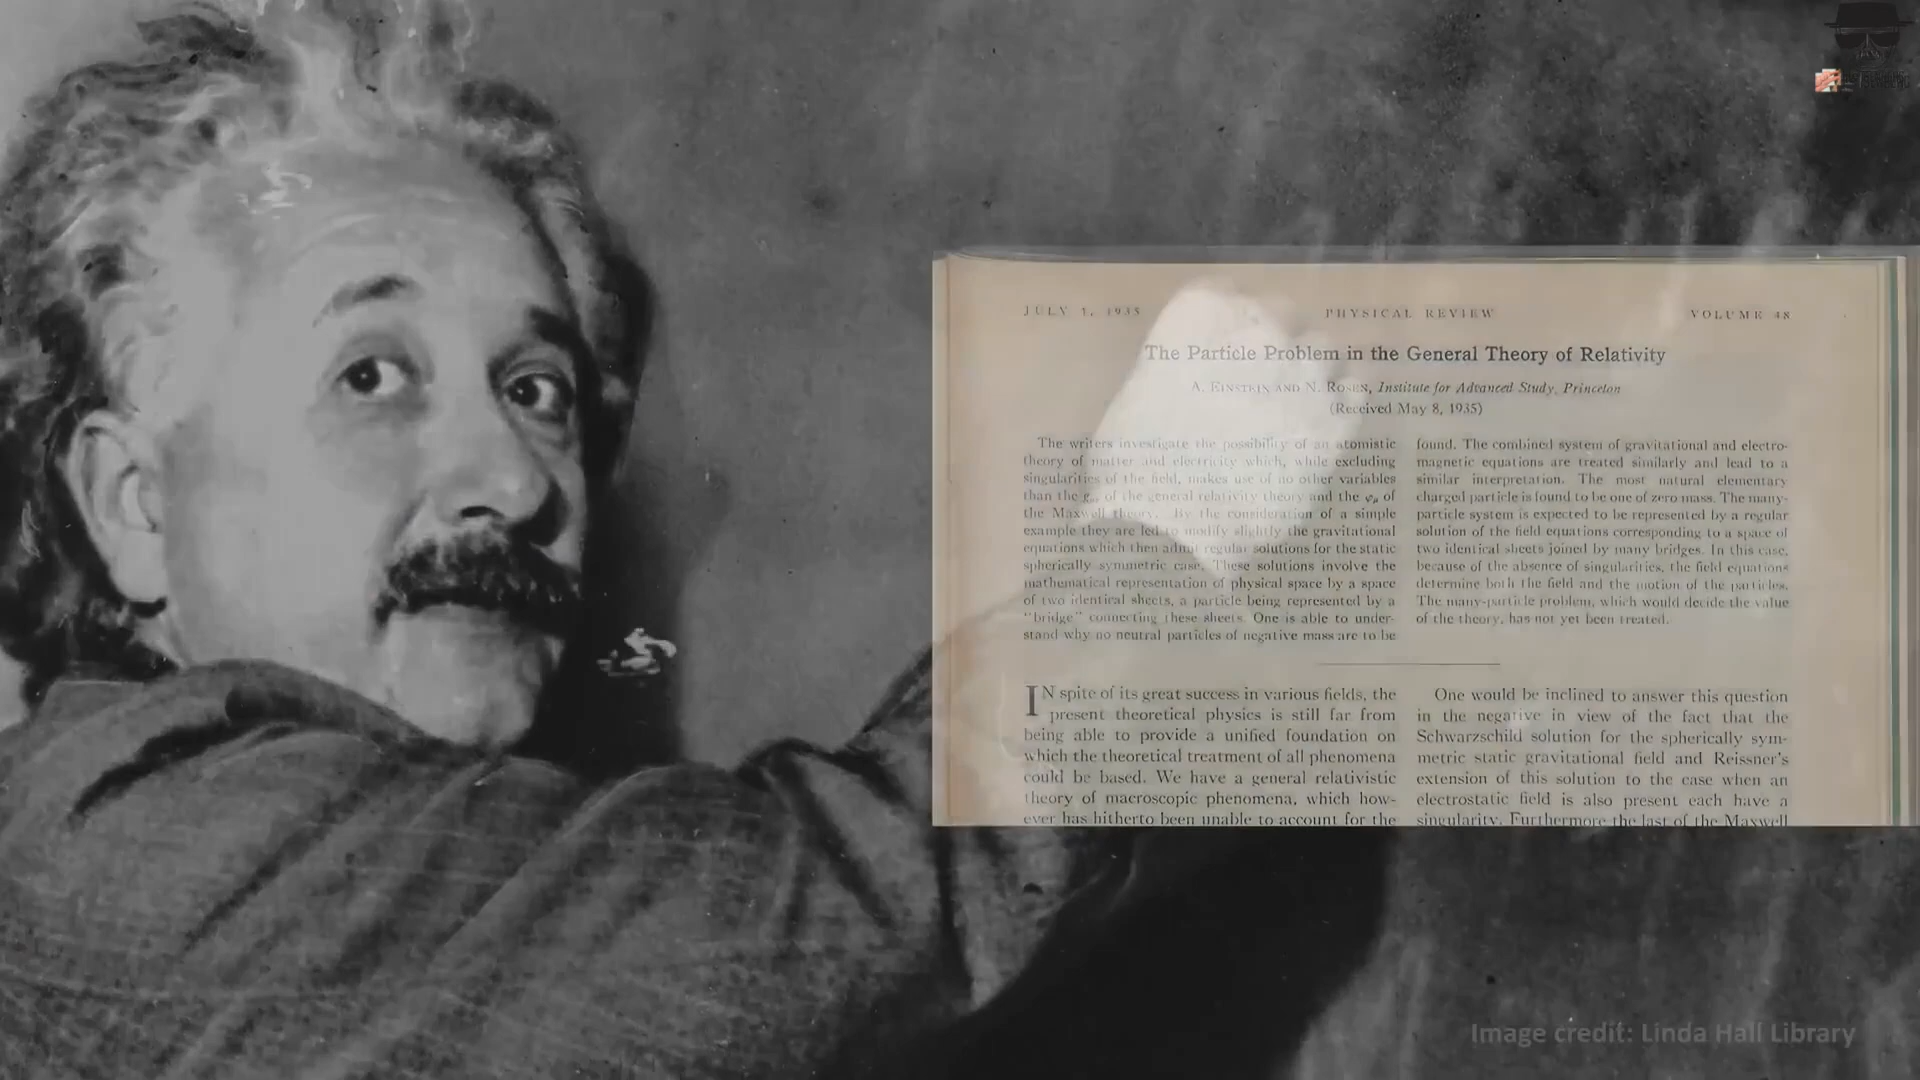 JULY 1, 1935 PHYSICAL REVIEW VOLUME 48
The Particle Problem in the General Theory of Relativity
A. EINSTEIN AND N. ROSEN, Institute for Advanced Study, Princeton
(Received May 8, 1935)
The writers investigate the possibility of an atomistic
theory of matter and electricity which, while excluding
singularities of the field, makes use of no other variables
than the gμν of the general relativity theory and the φμ of
the Maxwell theory. By the consideration of a simple
example they are led to modify slightly the gravitational
equations which then admit regular solutions for the static
spherically symmetric case. These solutions involve the
mathematical representation of physical space by a space
of two identical sheets, a particle being represented by a
"bridge" connecting these sheets. One is able to under-
stand why no neutral particles of negative mass are to be
found. The combined system of gravitational and electro-
magnetic equations are treated similarly and lead to a
similar interpretation. The most natural elementary
charged particle is found to be one of zero mass. The many-
particle system is expected to be represented by a regular
solution of the field equations corresponding to a space of
two identical sheets joined by many bridges. In this case,
because of the absence of singularities, the field equations
determine both the field and the motion of the particles.
The many-particle problem, which would decide the value
of the theory, has not yet been treated.
IN spite of its great success in various fields, the
present theoretical physics is still far from
being able to provide a unified foundation on
which the theoretical treatment of all phenomena
could be based. We have a general relativistic
theory of macroscopic phenomena, which how-
ever has hitherto been unable to account for the
One would be inclined to answer this question
in the negative in view of the fact that the
Schwarzschild solution for the spherically sym-
metric static gravitational field and Reissner's
extension of this solution to the case when an
electrostatic field is also present each have a
singularity. Furthermore the last of the Maxwell
Image credit: Linda Hall Library